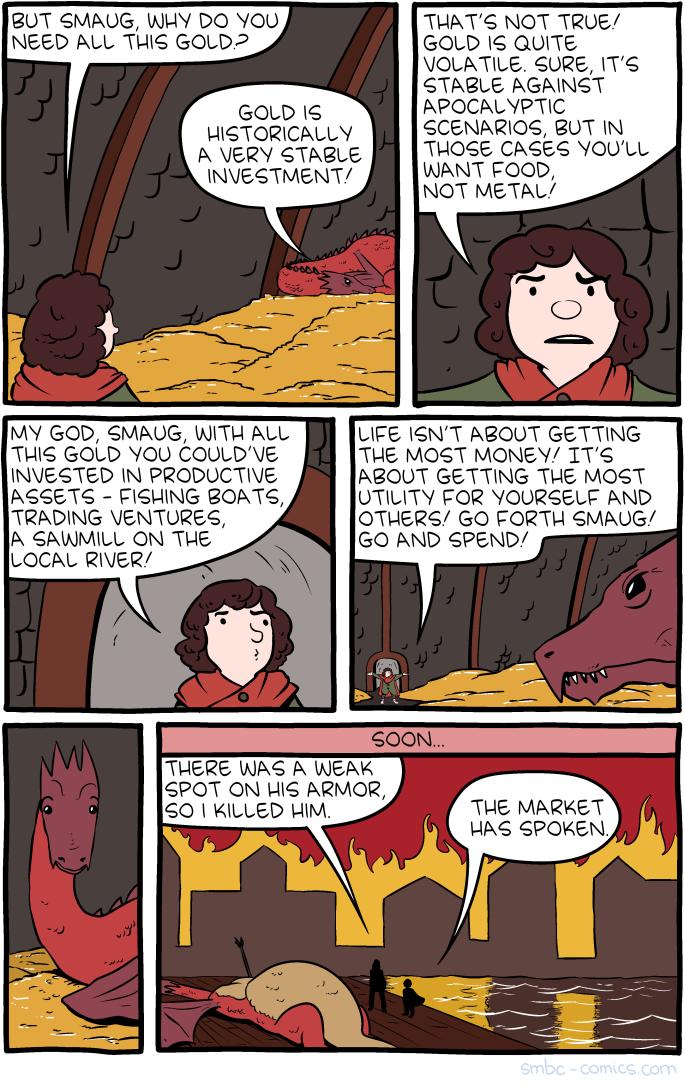 BUT SMAUG, WHY DO YOU
NEED ALL THIS GOLD?
GOLD IS
HISTORICALLY
A VERY STABLE
INVESTMENT!
THAT'S NOT TRUE!
GOLD IS QUITE
VOLATILE. SURE, IT'S
STABLE AGAINST
APOCALYPTIC
SCENARIOS, BUT IN
THOSE CASES YOU'LL
WANT FOOD,
NOT METAL!
MY GOD, SMAUG, WITH ALL
THIS GOLD YOU COULD'VE
INVESTED IN PRODUCTIVE
ASSETS - FISHING BOATS,
TRADING VENTURES,
A SAWMILL ON THE
LOCAL RIVER!
LIFE ISN'T ABOUT GETTING
THE MOST MONEY! IT'S
ABOUT GETTING THE MOST
UTILITY FOR YOURSELF AND
OTHERS! GO FORTH SMAUG!
GO AND SPEND!
SOON...
THERE WAS A WEAK
SPOT ON HIS ARMOR,
SO I KILLED HIM.
THE MARKET
HAS SPOKEN.
smbc-comics.com